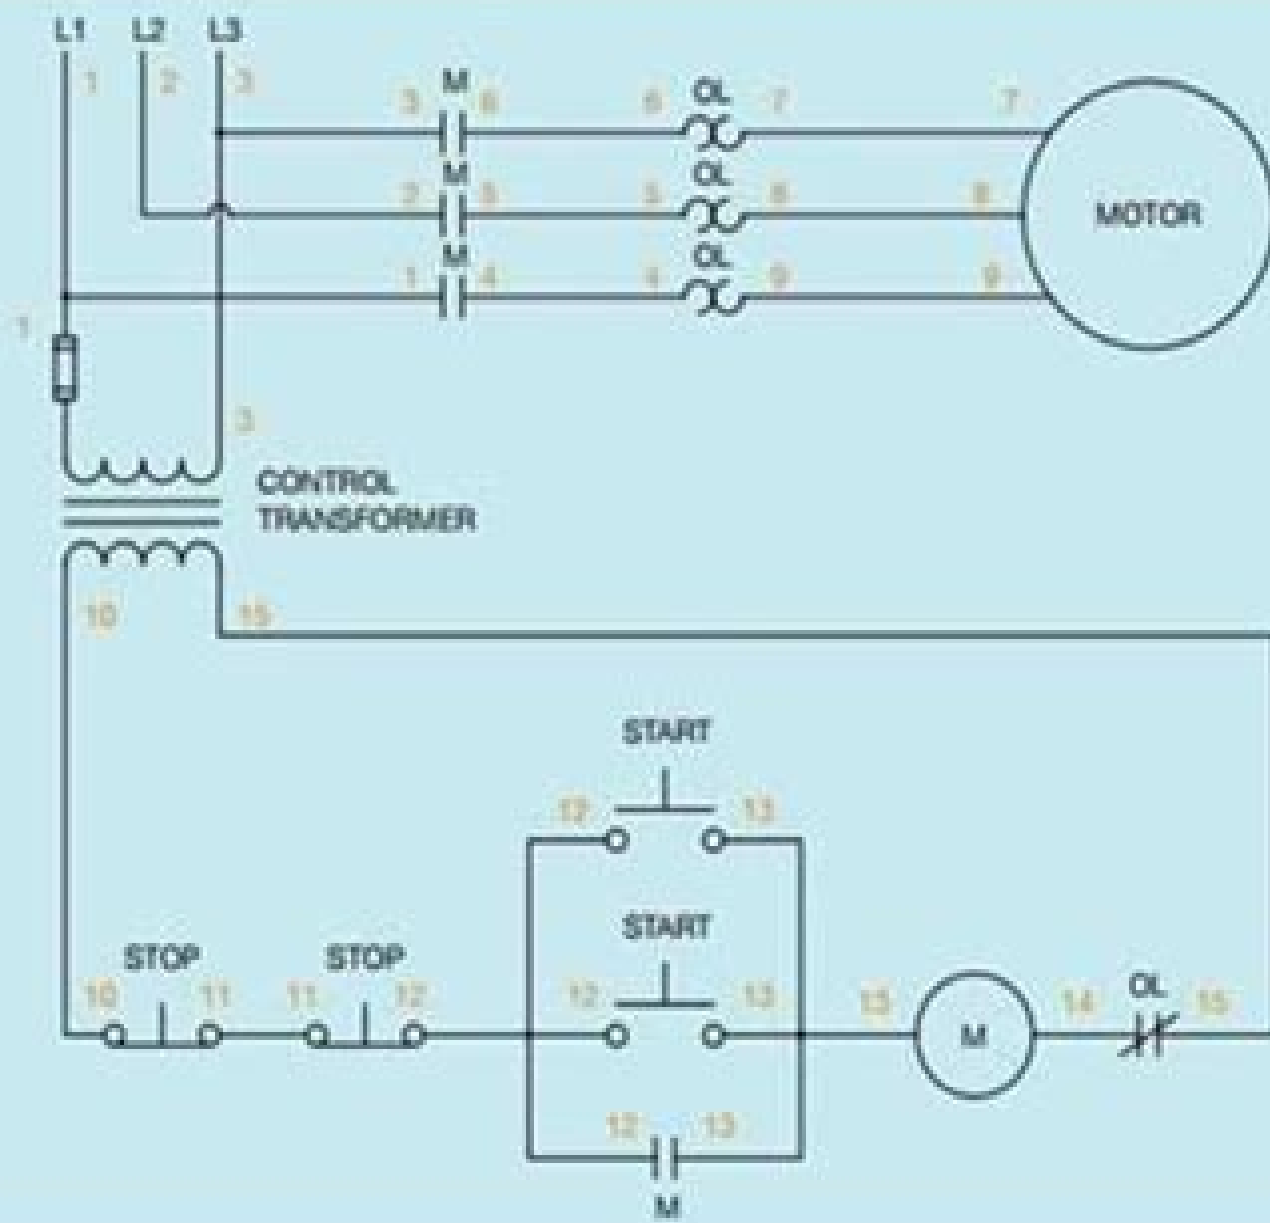 L1 L2 L3
1 2 3
3 M 6 6 OL 7 7
2 M 5 5 OL 8 8
MOTOR
1 M 4 4 OL 9 9
1
3
CONTROL
TRANSFORMER
10 15
START
12 13
START
STOP STOP
10 11 11 12 12 13 13 M 14 OL 15
12 13
M